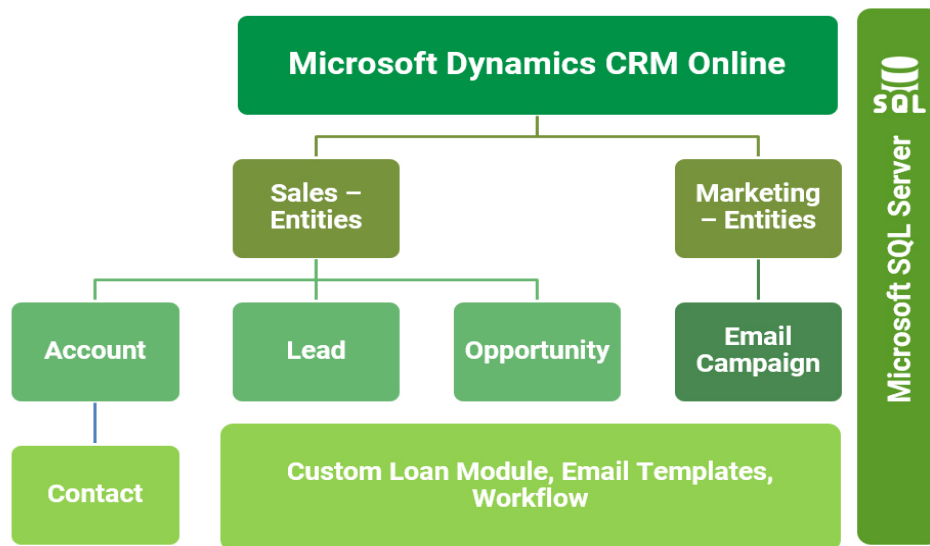 Microsoft Dynamics CRM Online
SQL
Microsoft SQL Server
Sales –
Entities
Marketing
– Entities
Account
Lead
Opportunity
Email
Campaign
Contact
Custom Loan Module, Email Templates,
Workflow